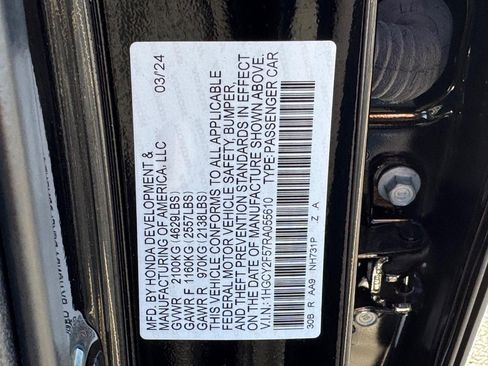 MFD. BY HONDA DEVELOPMENT & 03/24
MANUFACTURING OF AMERICA, LLC
GVWR 2100KG (4629LBS)
GAWR F 1160KG (2557LBS)
GAWR R 970KG (2138LBS)
THIS VEHICLE CONFORMS TO ALL APPLICABLE
FEDERAL MOTOR VEHICLE SAFETY, BUMPER,
AND THEFT PREVENTION STANDARDS IN EFFECT
ON THE DATE OF MANUFACTURE SHOWN ABOVE.
V.I.N.: 1HGCY2F57RA055610 TYPE:PASSENGER CAR
30B R AA9 NH731P Z A